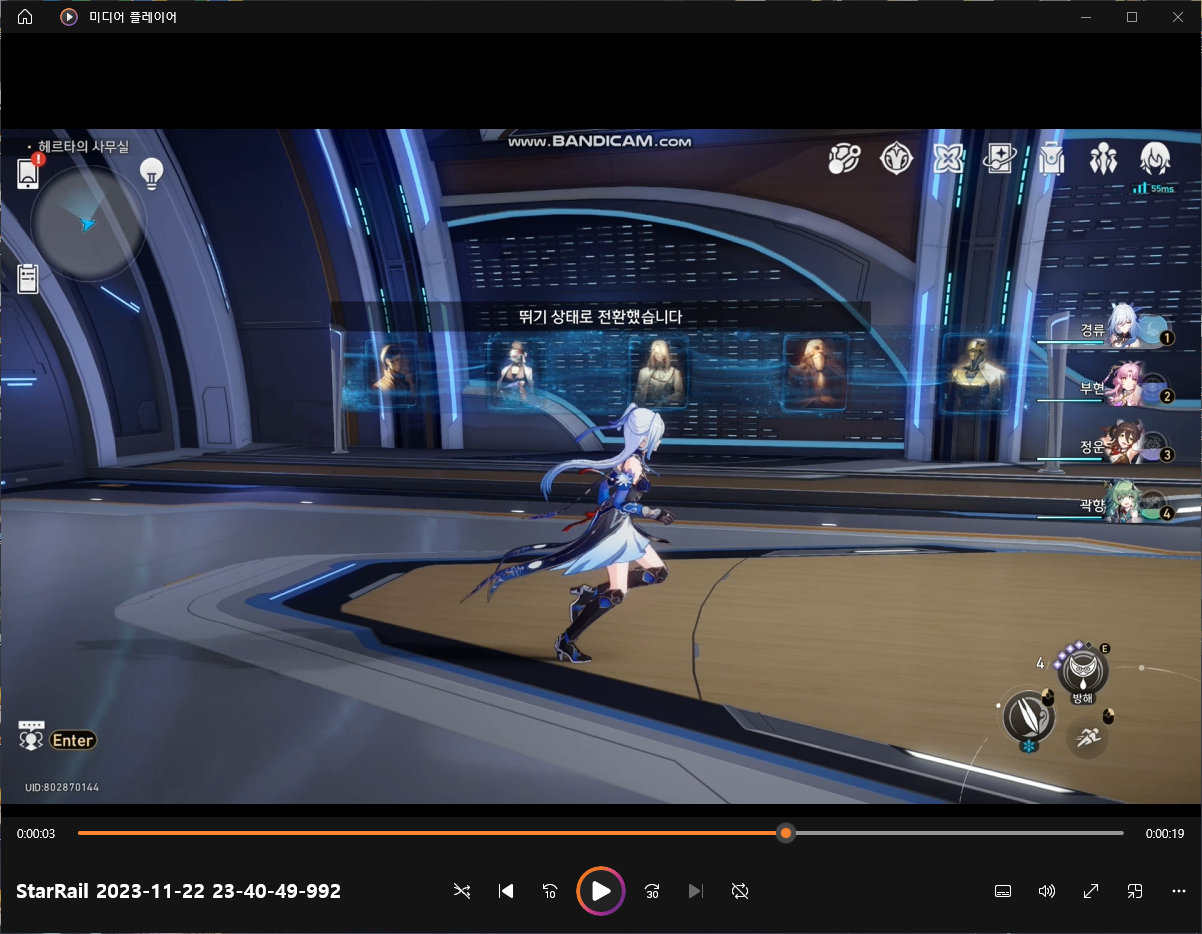 미디어 플레이어
www.BANDICAM.com
· 헤르타의 사무실
55ms
뛰기 상태로 전환했습니다
경류
1
부현
2
정운
3
곽향
4
4
E
방해
Enter
UID:802870144
0:00:03
0:00:19
StarRail 2023-11-22 23-40-49-992
10
30